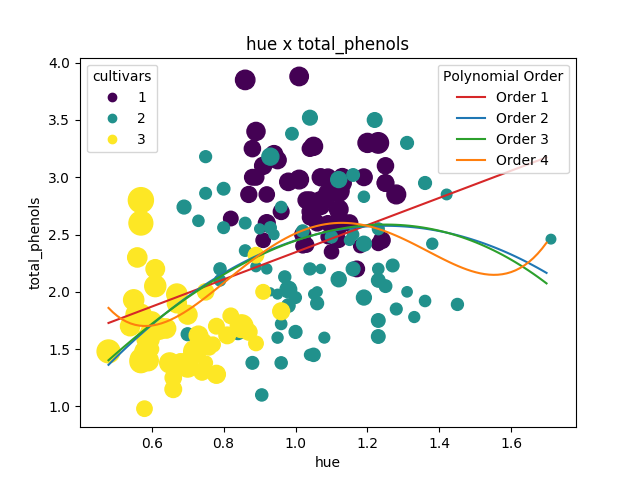 hue x total_phenols
cultivars
1
2
3
Polynomial Order
Order 1
Order 2
Order 3
Order 4
total_phenols
4.0
3.5
3.0
2.5
2.0
1.5
1.0
0.6 0.8 1.0 1.2 1.4 1.6
hue